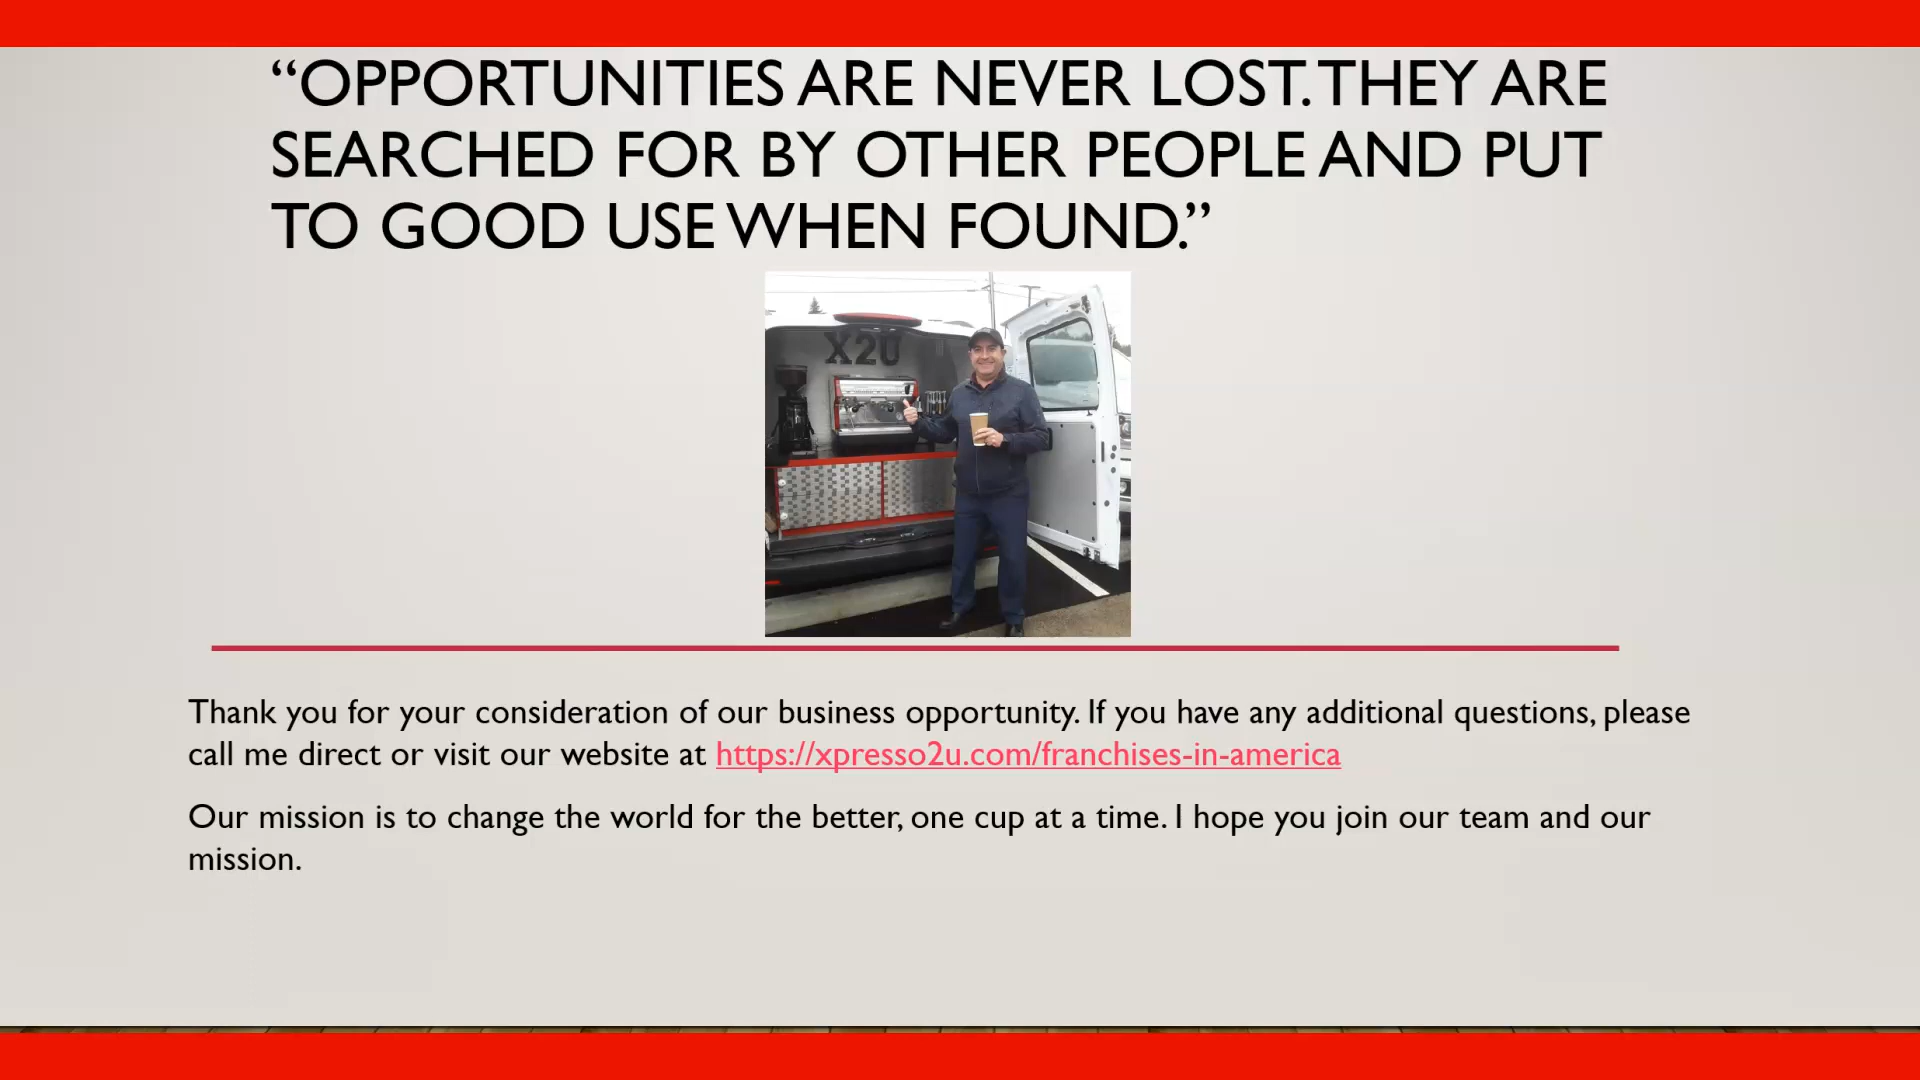 “OPPORTUNITIES ARE NEVER LOST. THEY ARE
SEARCHED FOR BY OTHER PEOPLE AND PUT
TO GOOD USE WHEN FOUND.”
X2U
Thank you for your consideration of our business opportunity. If you have any additional questions, please
call me direct or visit our website at https://xpresso2u.com/franchises-in-america
Our mission is to change the world for the better, one cup at a time. I hope you join our team and our
mission.